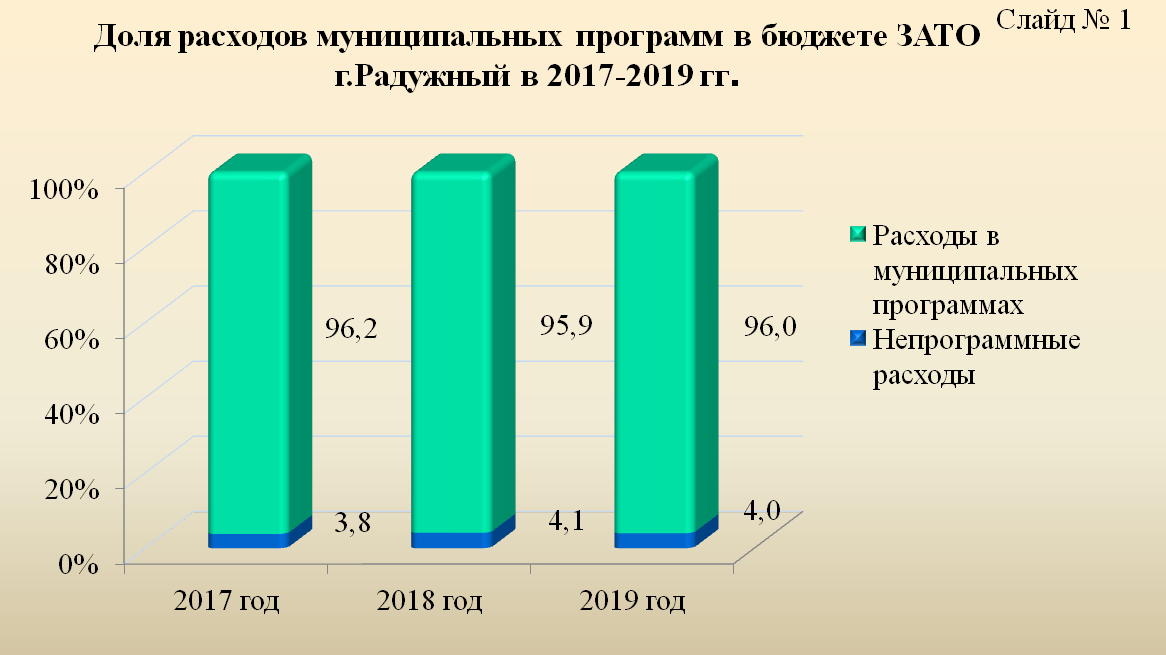 Слайд № 1
Доля расходов муниципальных программ в бюджете ЗАТО
г.Радужный в 2017-2019 гг.
100%
80%
60%
40%
20%
0%
96,2
95,9
96,0
3,8
4,1
4,0
2017 год
2018 год
2019 год
Расходы в
муниципальных
программах
Непрограммные
расходы